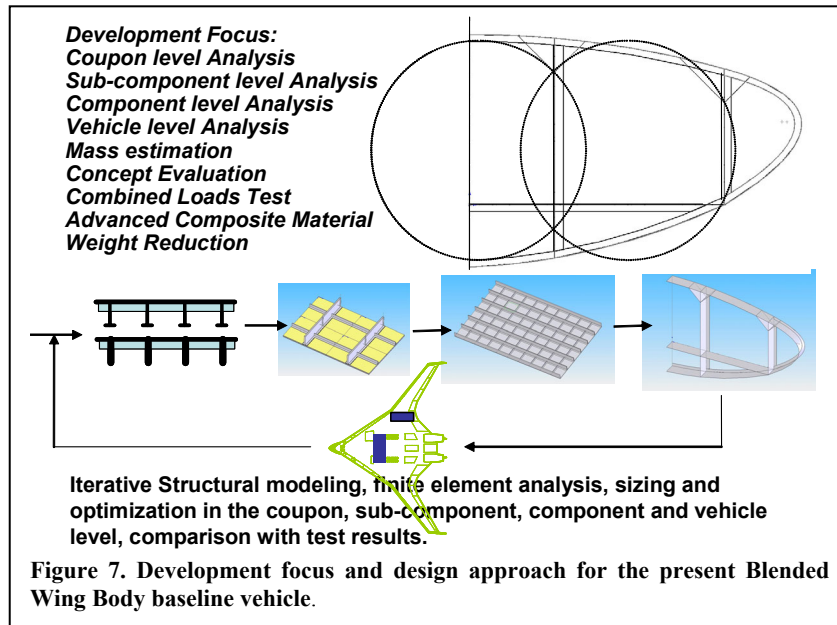 Development Focus:
Coupon level Analysis
Sub-component level Analysis
Component level Analysis
Vehicle level Analysis
Mass estimation
Concept Evaluation
Combined Loads Test
Advanced Composite Material
Weight Reduction
Iterative Structural modeling, finite element analysis, sizing and
optimization in the coupon, sub-component, component and vehicle
level, comparison with test results.
Figure 7. Development focus and design approach for the present Blended
Wing Body baseline vehicle.